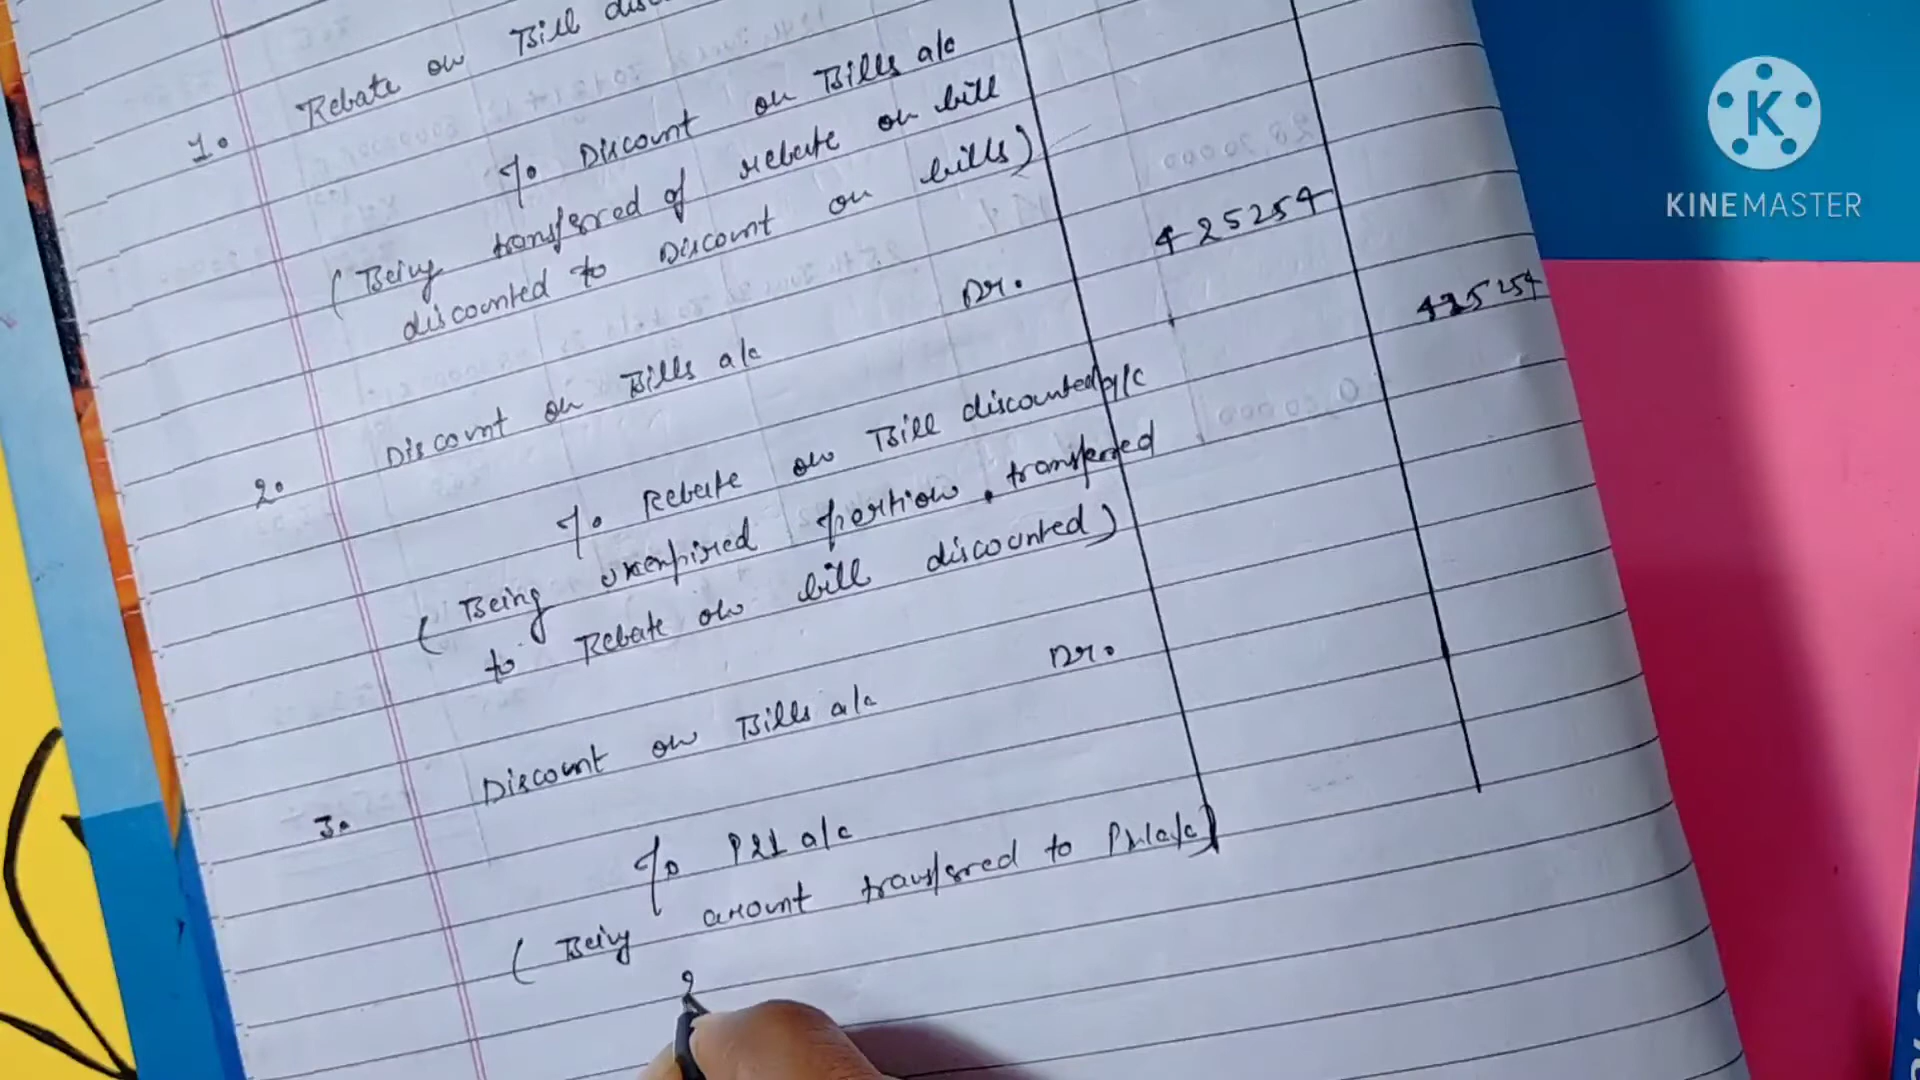 1. Rebate on Bill
To Discount on Bills a/c
(Being transferred of rebate on bill
discounted to Discount on bills)
2. Discount on Bills a/c Dr. 425254
To Rebate on Bill discounted a/c 425254
(Being unexpired portion. transferred
to Rebate on bill discounted)
3. Discount on Bills a/c Dr.
To P&L a/c
(Being amount transferred to P&L a/c)
2
K
KINEMASTER